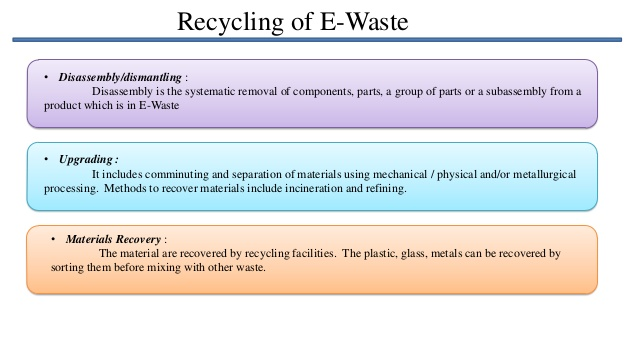 Recycling of E-Waste
• Disassembly/dismantling :
Disassembly is the systematic removal of components, parts, a group of parts or a subassembly from a
product which is in E-Waste
• Upgrading :
It includes comminuting and separation of materials using mechanical / physical and/or metallurgical
processing. Methods to recover materials include incineration and refining.
• Materials Recovery :
The material are recovered by recycling facilities. The plastic, glass, metals can be recovered by
sorting them before mixing with other waste.